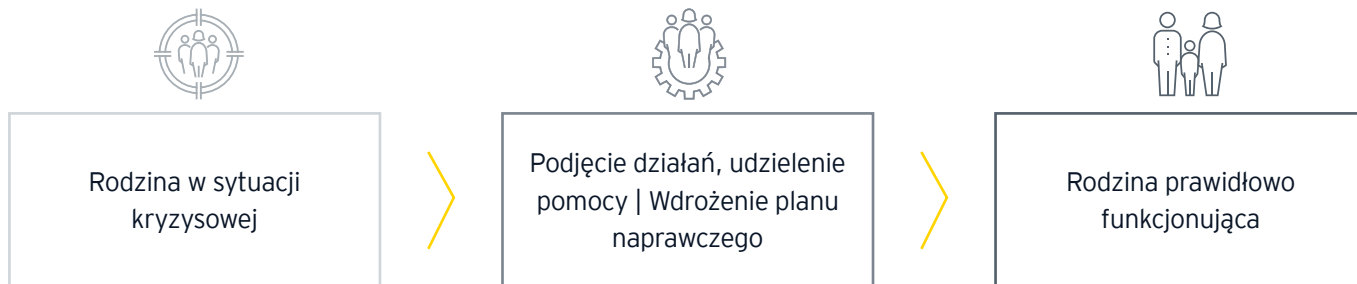 Rodzina w sytuacji
kryzysowej
Podjęcie działań, udzielenie
pomocy | Wdrożenie planu
naprawczego
Rodzina prawidłowo
funkcjonująca